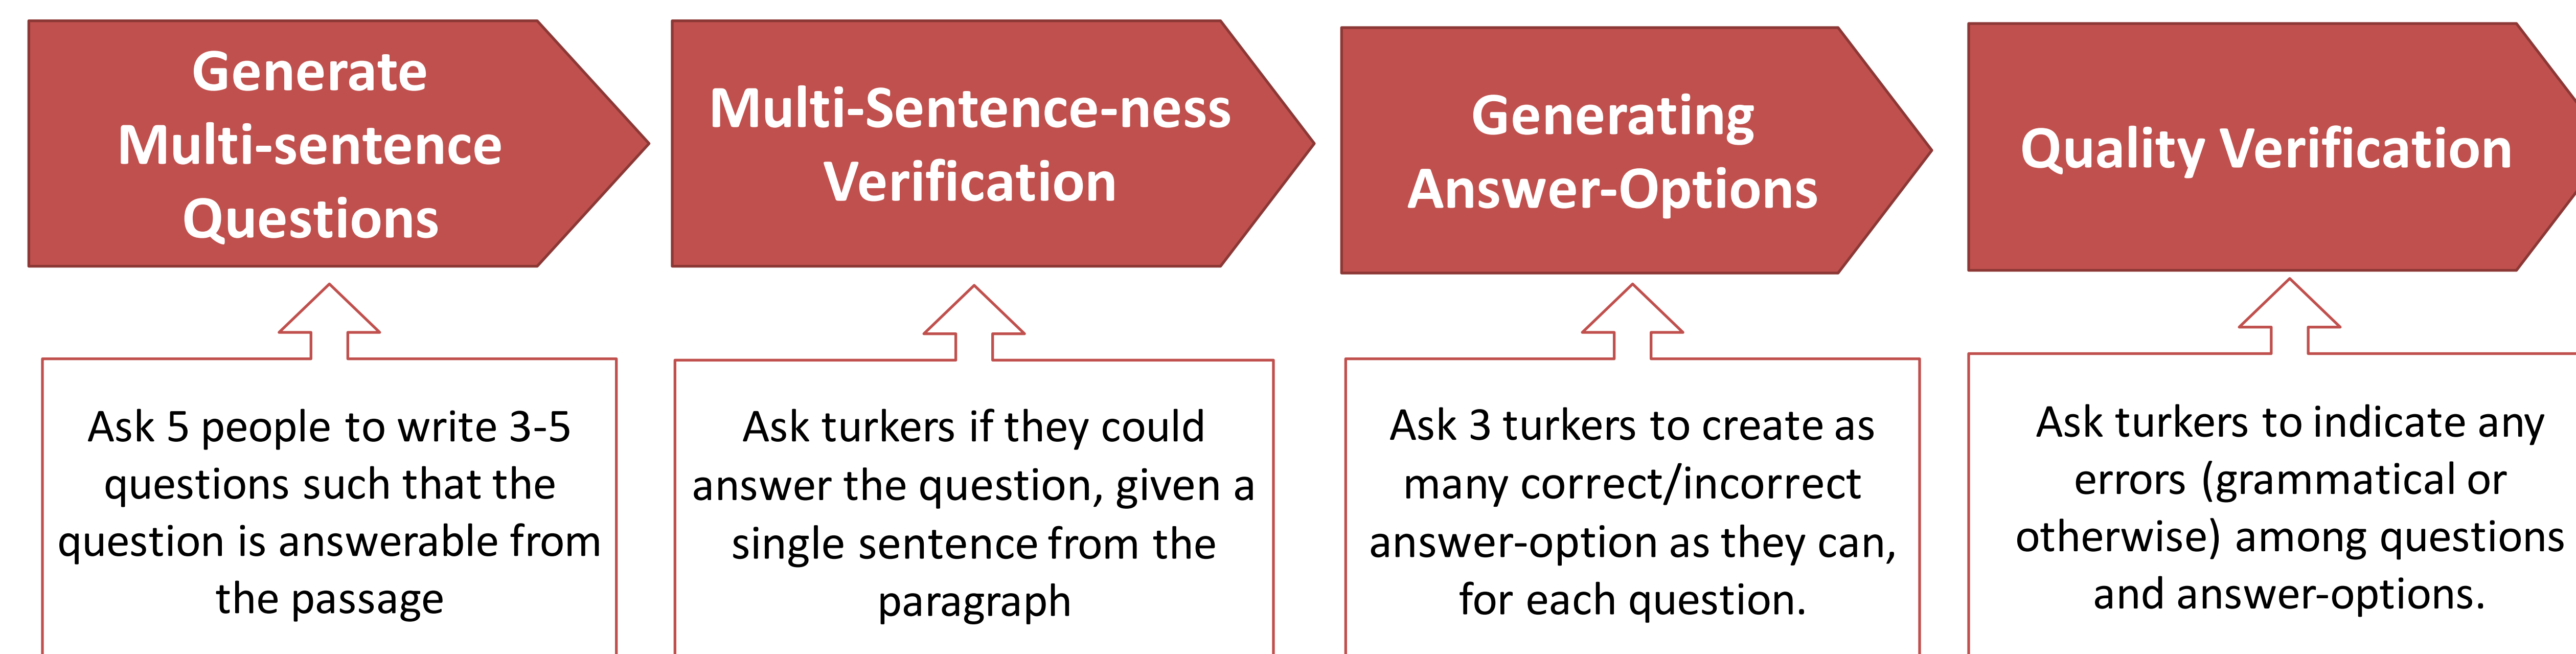 Generate
Multi-sentence
Questions
Multi-Sentence-ness
Verification
Generating
Answer-Options
Quality Verification
Ask 5 people to write 3-5
questions such that the
question is answerable from
the passage
Ask turkers if they could
answer the question, given a
single sentence from the
paragraph
Ask 3 turkers to create as
many correct/incorrect
answer-option as they can,
for each question.
Ask turkers to indicate any
errors (grammatical or
otherwise) among questions
and answer-options.